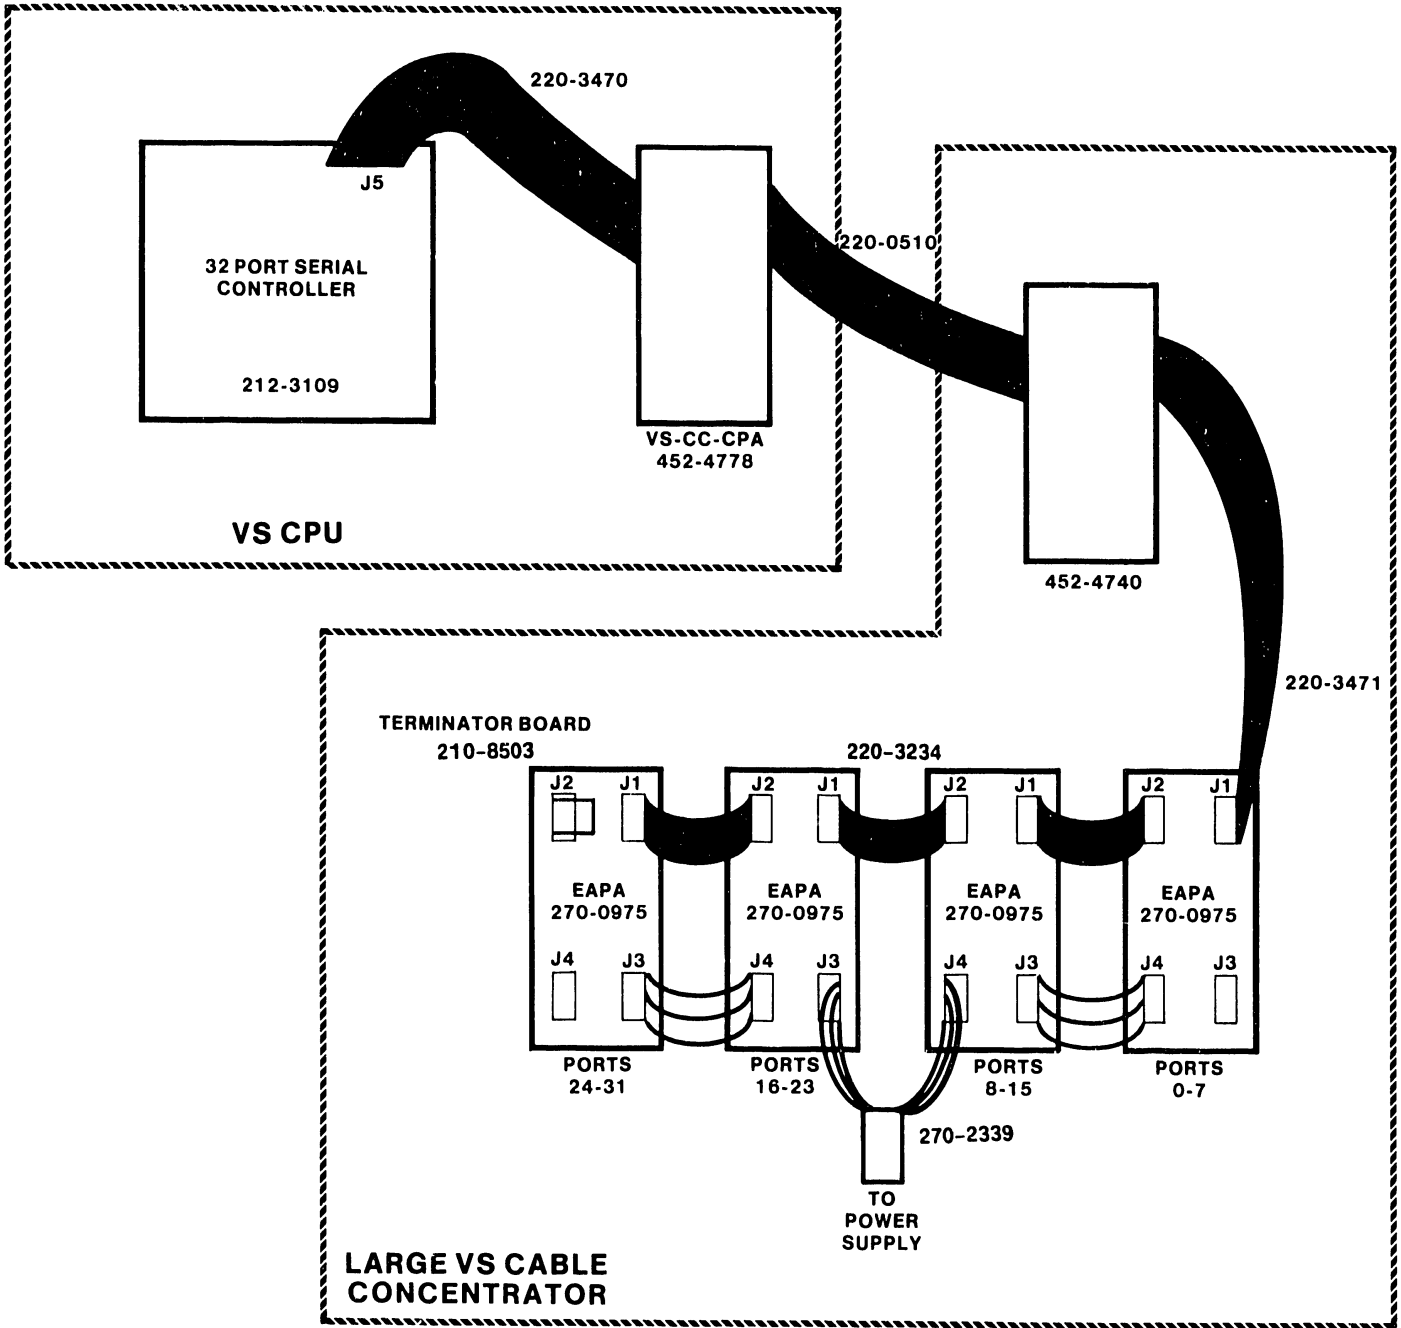 220-3470
J5
32 PORT SERIAL
CONTROLLER
212-3109
VS-CC-CPA
452-4778
VS CPU
220-0510
452-4740
220-3471
TERMINATOR BOARD
210-8503
220-3234
J2 J1 J2 J1 J2 J1 J2 J1
EAPA
270-0975
EAPA
270-0975
EAPA
270-0975
EAPA
270-0975
J4 J3 J4 J3 J4 J3 J4 J3
PORTS
24-31
PORTS
16-23
PORTS
8-15
PORTS
0-7
270-2339
TO
POWER
SUPPLY
LARGE VS CABLE
CONCENTRATOR